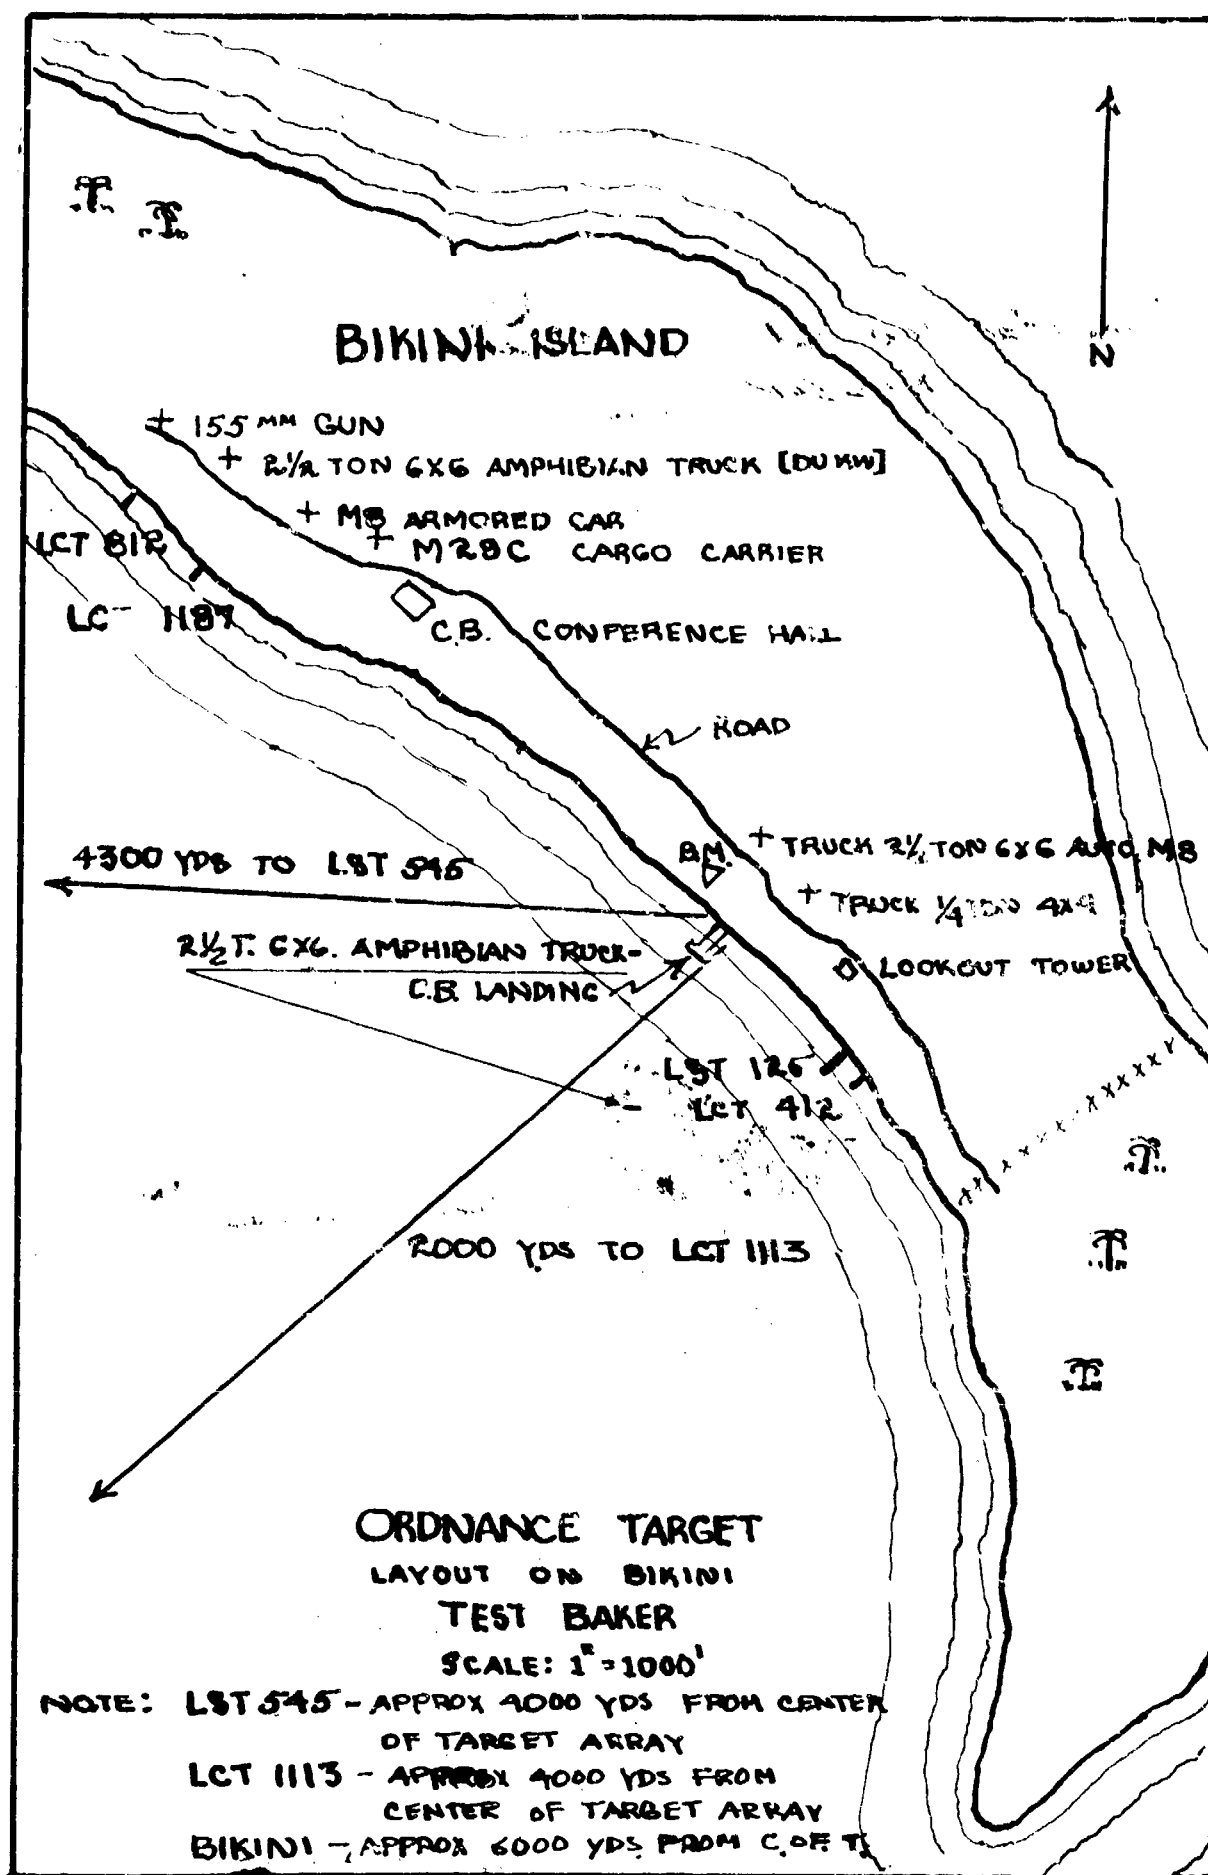 N
BIKINI ISLAND
155 MM GUN
2½ TON 6X6 AMPHIBIAN TRUCK [DUKW]
M8 ARMORED CAR
M29C CARGO CARRIER
LCT 812
LCT 1187
C.B. CONFERENCE HALL
ROAD
B.M.
TRUCK 2½ TON 6X6 AUTO, M8
4300 YDS TO LST 545
TRUCK ¼ TON 4X4
2½ T. 6X6. AMPHIBIAN TRUCK-
LOOKOUT TOWER
C.B. LANDING
LST 125
LCT 412
2000 YDS TO LCT 1113
ORDNANCE TARGET
LAYOUT ON BIKINI
TEST BAKER
SCALE: 1"=1000'
NOTE: LST 545 - APPROX 4000 YDS FROM CENTER
OF TARGET ARRAY
LCT 1113 - APPROX 4000 YDS FROM
CENTER OF TARGET ARRAY
BIKINI - APPROX 6000 YDS FROM C. OF T.